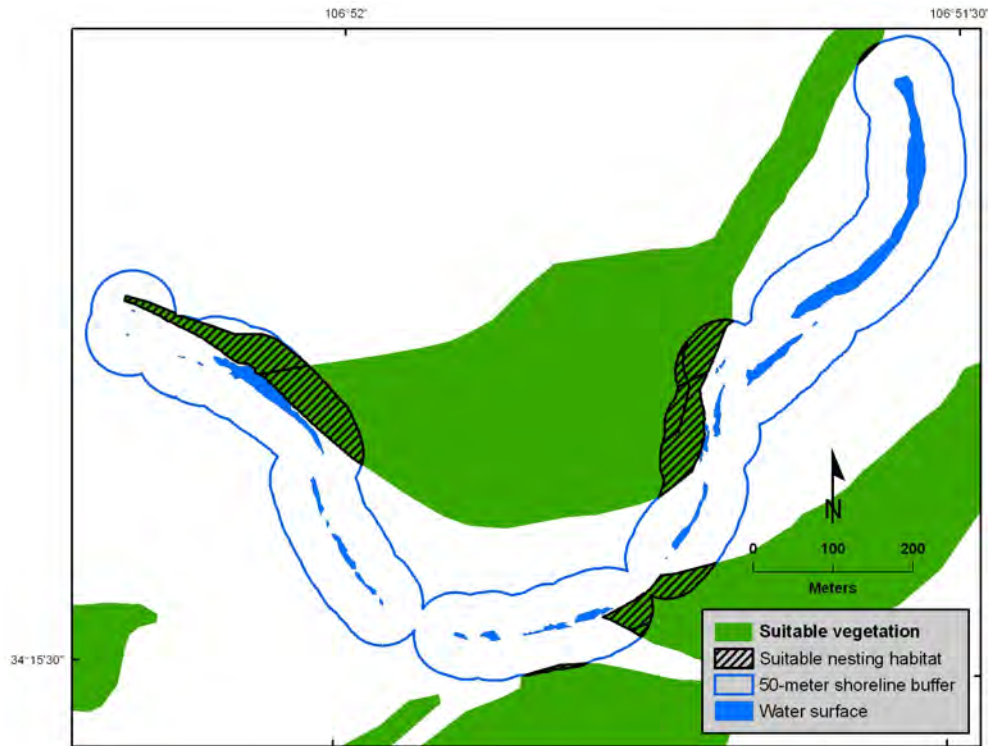 106°52'
106°51'30"
N
0 100 200
Meters
34°15'30"
Suitable vegetation
Suitable nesting habitat
50-meter shoreline buffer
Water surface